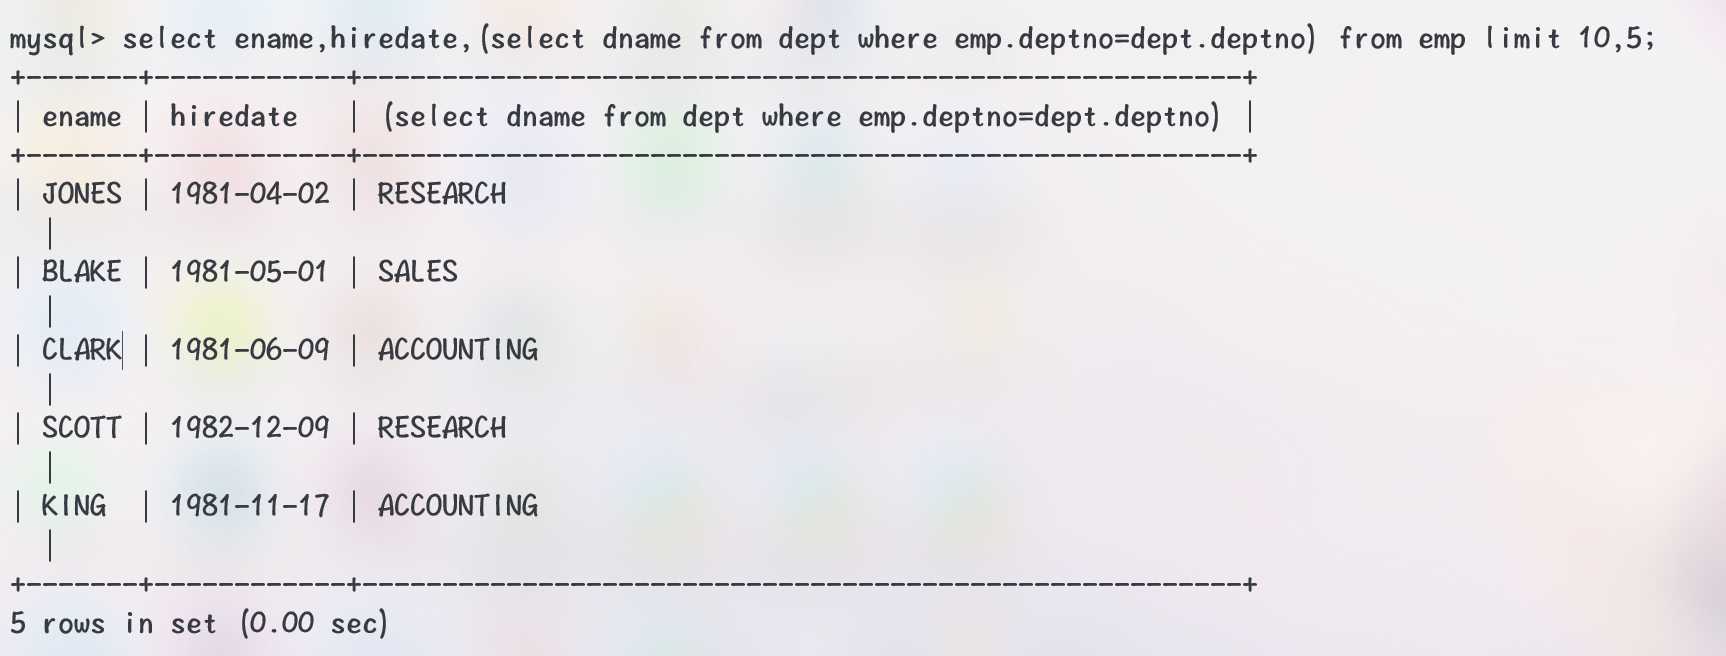 mysql> select ename,hiredate,(select dname from dept where emp.deptno=dept.deptno) from emp limit 10,5;
+-------+------------+-------------------------------------------------------+
| ename | hiredate   | (select dname from dept where emp.deptno=dept.deptno) |
+-------+------------+-------------------------------------------------------+
| JONES | 1981-04-02 | RESEARCH
  |
| BLAKE | 1981-05-01 | SALES
  |
| CLARK | 1981-06-09 | ACCOUNTING
  |
| SCOTT | 1982-12-09 | RESEARCH
  |
| KING  | 1981-11-17 | ACCOUNTING
  |
+-------+------------+-------------------------------------------------------+
5 rows in set (0.00 sec)